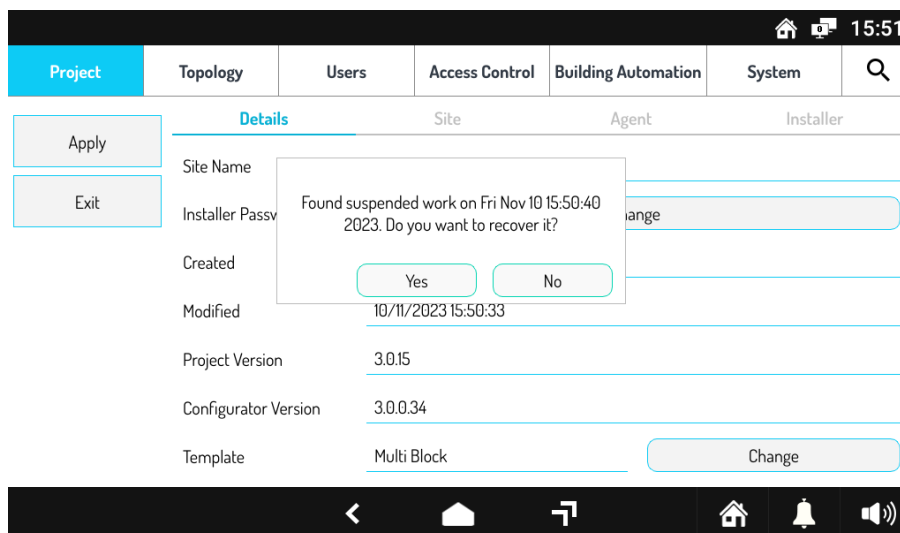 15:51
Project Topology Users Access Control Building Automation System
Details Site Agent Installer
Apply
Exit
Site Name
Installer Passw
Found suspended work on Fri Nov 10 15:50:40
2023. Do you want to recover it?
Yes No
ange
Created
Modified 10/11/2023 15:50:33
Project Version 3.0.15
Configurator Version 3.0.0.34
Template Multi Block Change